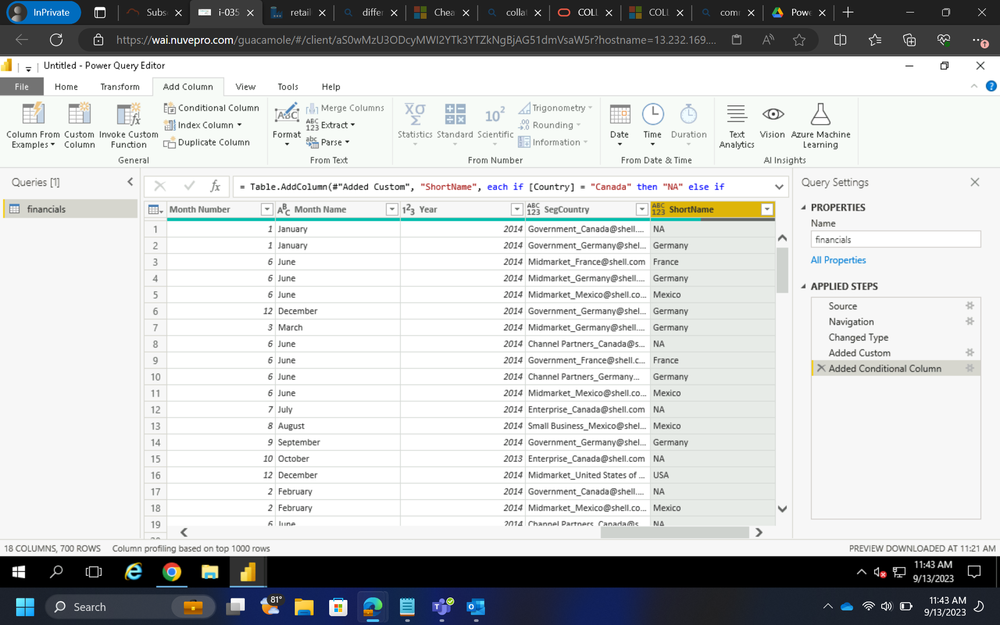 InPrivate
Subs
i-035
retail
differ
Chea
collat
COLL
COLL
com
Powe
https://wai.nuvepro.com/guacamole/#/client/aS0wMzU3ODcyMWI2YTk3YTZkNgBjAG51dmVsaW5r?hostname=13.232.169....
Untitled - Power Query Editor
File Home Transform Add Column View Tools Help
Column From Examples
Custom Column
Invoke Custom Function
Conditional Column
Index Column
Duplicate Column
General
Format
Merge Columns
Extract
Parse
From Text
Statistics
Standard
Scientific
Trigonometry
Rounding
Information
From Number
Date
Time
Duration
From Date & Time
Text Analytics
Vision
Azure Machine Learning
AI Insights
Queries [1]
financials
= Table.AddColumn(#"Added Custom", "ShortName", each if [Country] = "Canada" then "NA" else if
Month Number ABC Month Name 123 Year ABC 123 SegCountry ABC 123 ShortName
1 1 January 2014 Government_Canada@shell.... NA
2 1 January 2014 Government_Germany@shel... Germany
3 6 June 2014 Midmarket_France@shell.com France
4 6 June 2014 Midmarket_Germany@shell.... Germany
5 6 June 2014 Midmarket_Mexico@shell.co... Mexico
6 12 December 2014 Government_Germany@shel... Germany
7 3 March 2014 Midmarket_Germany@shell.... Germany
8 6 June 2014 Channel Partners_Canada@s... NA
9 6 June 2014 Government_France@shell.c... France
10 6 June 2014 Channel Partners_Germany... Germany
11 6 June 2014 Midmarket_Mexico@shell.co... Mexico
12 7 July 2014 Enterprise_Canada@shell.com NA
13 8 August 2014 Small Business_Mexico@shel... Mexico
14 9 September 2014 Government_Germany@shel... Germany
15 10 October 2013 Enterprise_Canada@shell.com NA
16 12 December 2014 Midmarket_United States of ... USA
17 2 February 2014 Government_Canada@shell.... NA
18 2 February 2014 Midmarket_Mexico@shell.co... Mexico
19 6 June 2014 Channel Partners_Canada@s... NA
Query Settings
PROPERTIES
Name
financials
All Properties
APPLIED STEPS
Source
Navigation
Changed Type
Added Custom
Added Conditional Column
18 COLUMNS, 700 ROWS Column profiling based on top 1000 rows
PREVIEW DOWNLOADED AT 11:21 AM
11:43 AM
9/13/2023
Search
81°
11:43 AM
9/13/2023